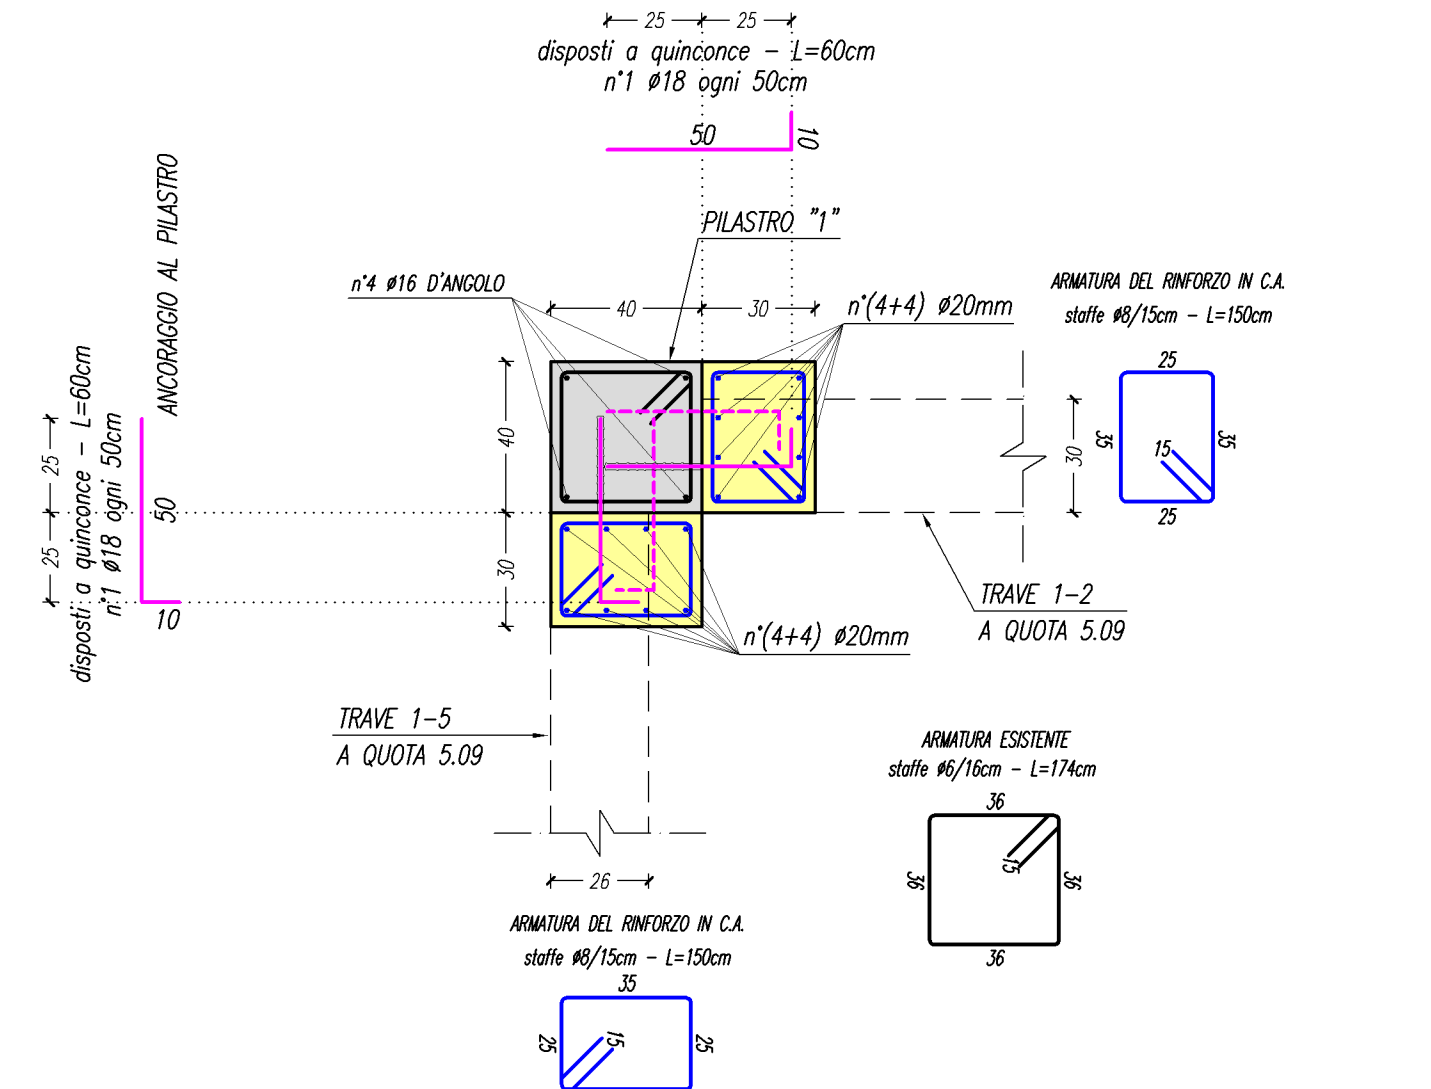 25
25
disposti a quinconce - L=60cm
n°1 ø18 ogni 50cm
50
10
ANCORAGGIO AL PILASTRO
PILASTRO "1"
n°4 ø16 D'ANGOLO
40
30
n°(4+4) ø20mm
ARMATURA DEL RINFORZO IN C.A.
staffe ø8/15cm - L=150cm
25
35
35
15
25
40
30
30
disposti a quinconce - L=60cm
n°1 ø18 ogni 50cm
25
25
50
10
TRAVE 1-2
A QUOTA 5.09
n°(4+4) ø20mm
TRAVE 1-5
A QUOTA 5.09
26
ARMATURA ESISTENTE
staffe ø6/16cm - L=174cm
36
36
15
36
36
ARMATURA DEL RINFORZO IN C.A.
staffe ø8/15cm - L=150cm
35
25
15
25